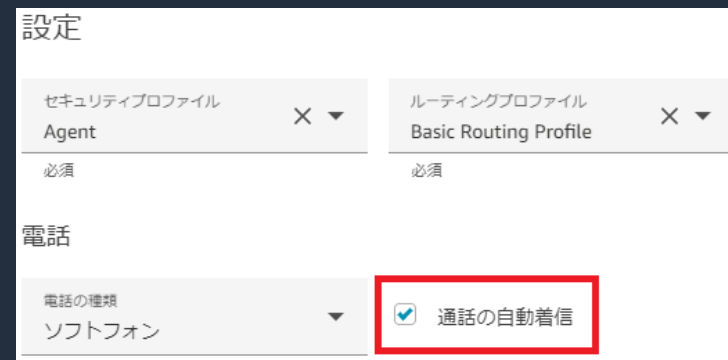 設定
セキュリティプロファイル
Agent
必須
ルーティングプロファイル
Basic Routing Profile
必須
電話
電話の種類
ソフトフォン
通話の自動着信